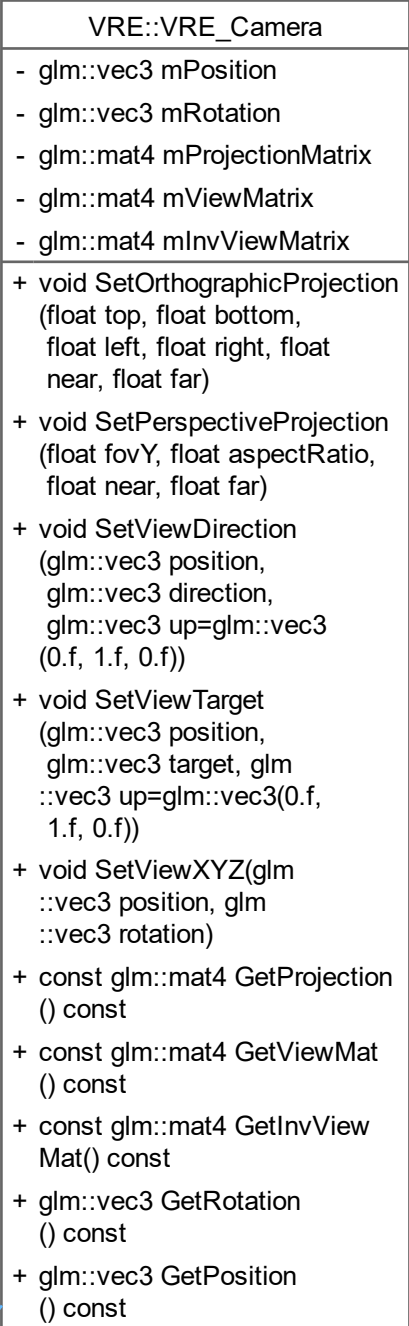 VRE::VRE_Camera
- glm::vec3 mPosition
- glm::vec3 mRotation
- glm::mat4 mProjectionMatrix
- glm::mat4 mViewMatrix
- glm::mat4 mInvViewMatrix
+ void SetOrthographicProjection
(float top, float bottom,
float left, float right, float
near, float far)
+ void SetPerspectiveProjection
(float fovY, float aspectRatio,
float near, float far)
+ void SetViewDirection
(glm::vec3 position,
glm::vec3 direction,
glm::vec3 up=glm::vec3
(0.f, 1.f, 0.f))
+ void SetViewTarget
(glm::vec3 position,
glm::vec3 target, glm
::vec3 up=glm::vec3(0.f,
1.f, 0.f))
+ void SetViewXYZ(glm
::vec3 position, glm
::vec3 rotation)
+ const glm::mat4 GetProjection
() const
+ const glm::mat4 GetViewMat
() const
+ const glm::mat4 GetInvView
Mat() const
+ glm::vec3 GetRotation
() const
+ glm::vec3 GetPosition
() const